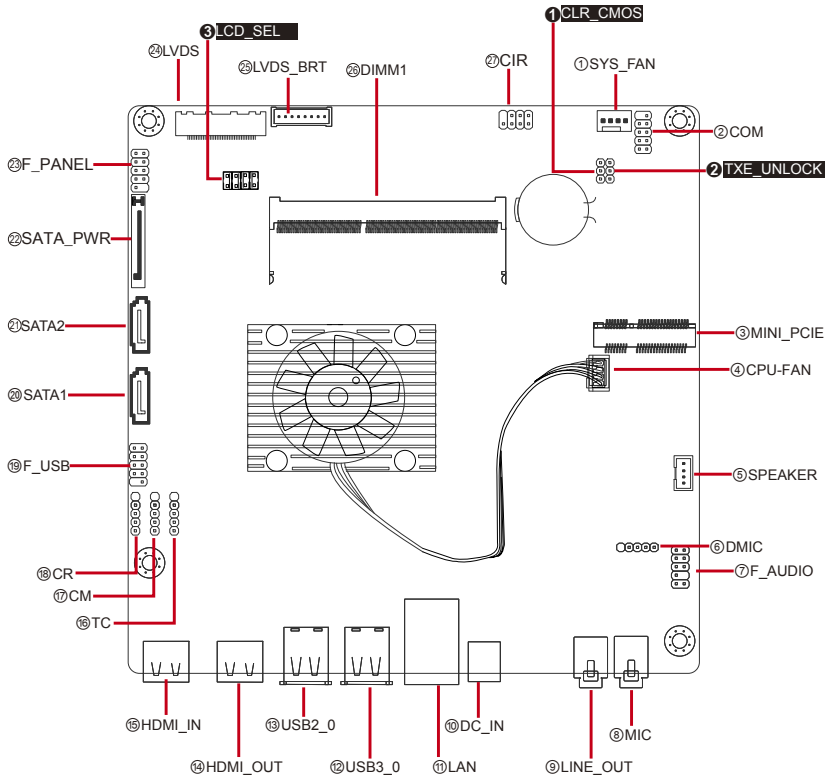 ❶CLR_CMOS
❸LCD_SEL
㉔LVDS
㉕LVDS_BRT
㉖DIMM1
㉗CIR
①SYS_FAN
②COM
㉓F_PANEL
❷TXE_UNLOCK
㉒SATA_PWR
㉑SATA2
③MINI_PCIE
④CPU-FAN
⑳SATA1
⑲F_USB
⑤SPEAKER
⑥DMIC
⑱CR
⑦F_AUDIO
⑰CM
⑯TC
⑮HDMI_IN
⑬USB2_0
⑩DC_IN
⑧MIC
⑭HDMI_OUT
⑫USB3_0
⑪LAN
⑨LINE_OUT